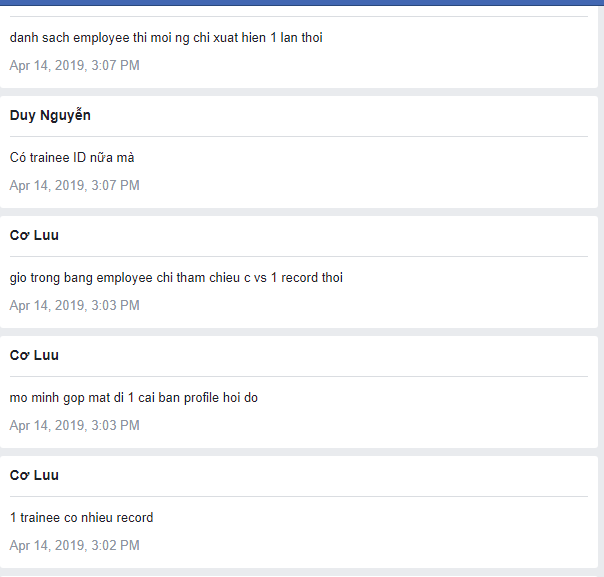 danh sach employee thi moi ng chi xuat hien 1 lan thoi
Apr 14, 2019, 3:07 PM
Duy Nguyễn
Có trainee ID nữa mà
Apr 14, 2019, 3:07 PM
Cơ Luu
gio trong bang employee chi tham chieu c vs 1 record thoi
Apr 14, 2019, 3:03 PM
Cơ Luu
mo minh gop mat di 1 cai ban profile hoi do
Apr 14, 2019, 3:03 PM
Cơ Luu
1 trainee co nhieu record
Apr 14, 2019, 3:02 PM